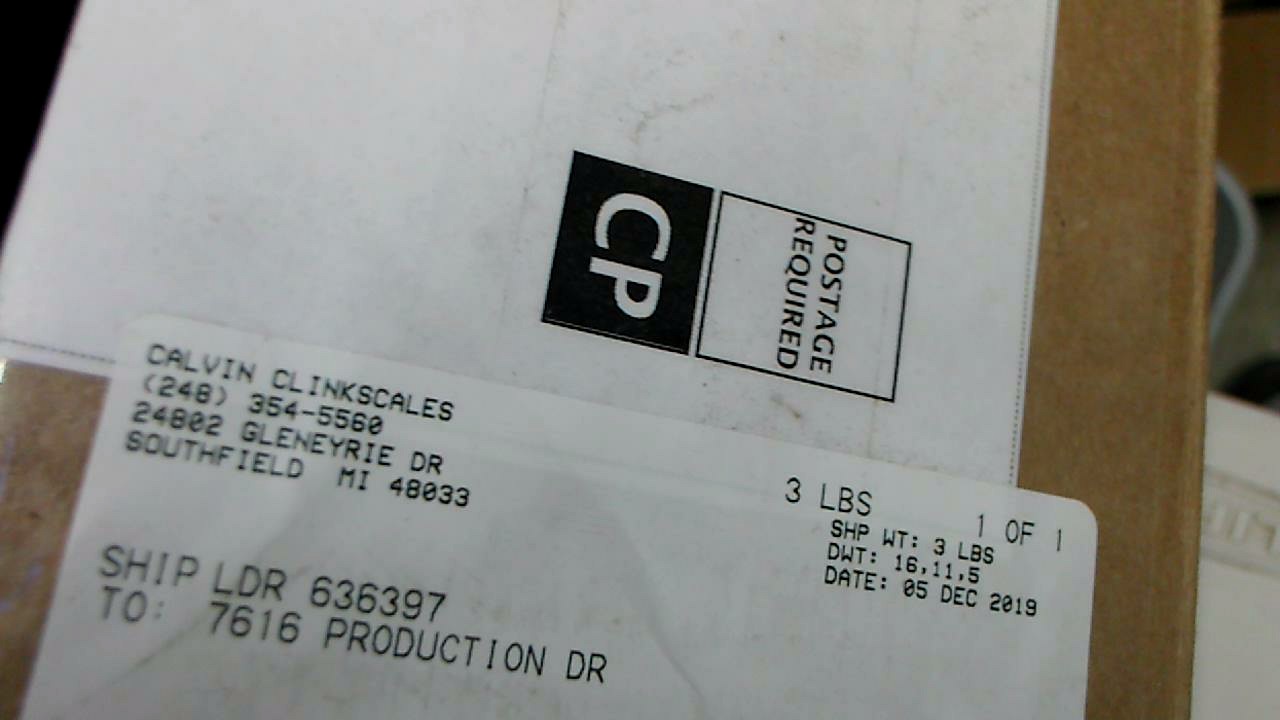 CP
POSTAGE
REQUIRED
CALVIN CLINKSCALES
(248) 354-5560
24802 GLENEYRIE DR
SOUTHFIELD MI 48033
3 LBS
1 OF 1
SHP WT: 3 LBS
DWT: 16,11,5
DATE: 05 DEC 2019
SHIP LDR 636397
TO: 7616 PRODUCTION DR